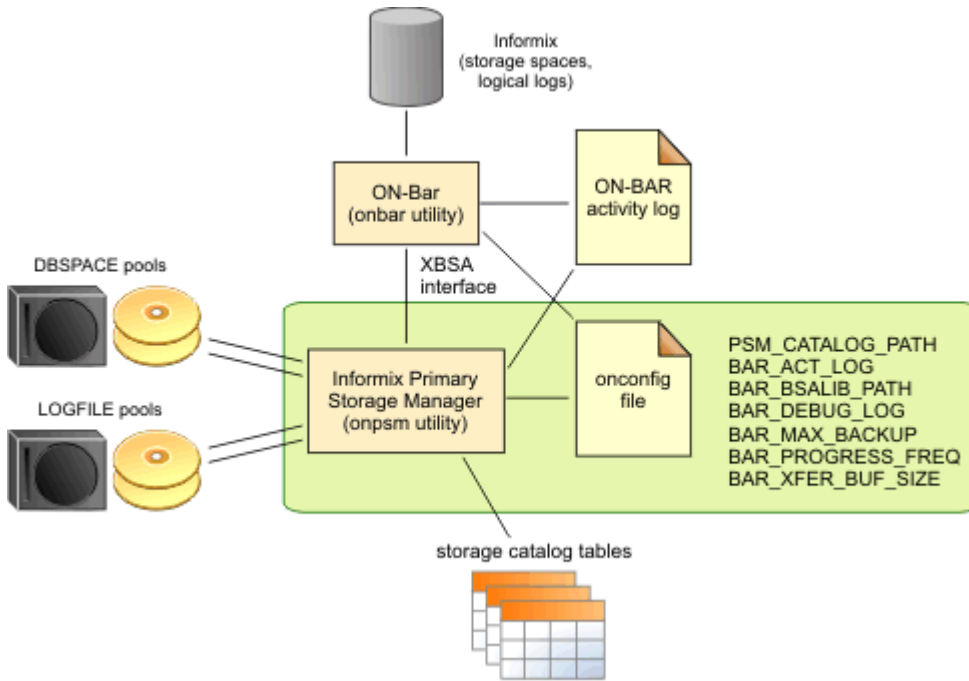 Informix
(storage spaces,
logical logs)
ON-Bar
(onbar utility)
ON-BAR
activity log
XBSA
interface
DBSPACE pools
LOGFILE pools
Informix Primary
Storage Manager
(onpsm utility)
onconfig
file
PSM_CATALOG_PATH
BAR_ACT_LOG
BAR_BSALIB_PATH
BAR_DEBUG_LOG
BAR_MAX_BACKUP
BAR_PROGRESS_FREQ
BAR_XFER_BUF_SIZE
storage catalog tables